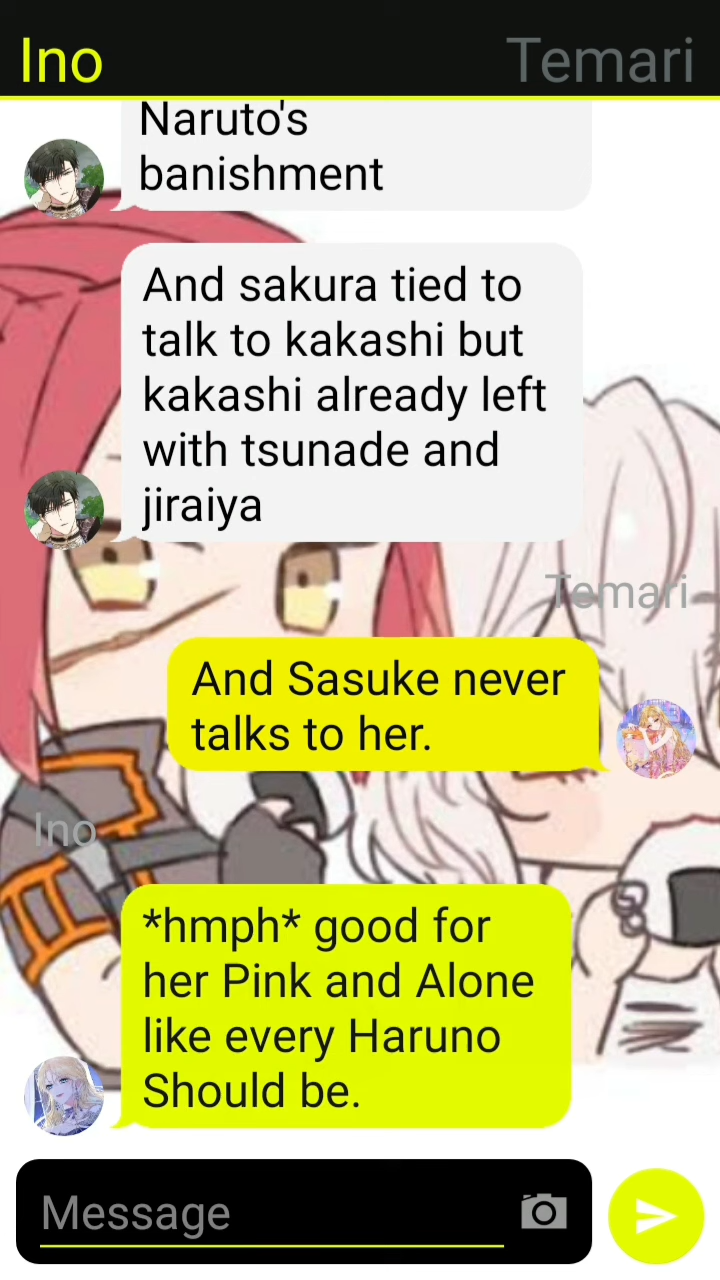 Ino Temari
Naruto's
banishment
And sakura tied to
talk to kakashi but
kakashi already left
with tsunade and
jiraiya
Temari
And Sasuke never
talks to her.
Ino
*hmph* good for
her Pink and Alone
like every Haruno
Should be.
Message